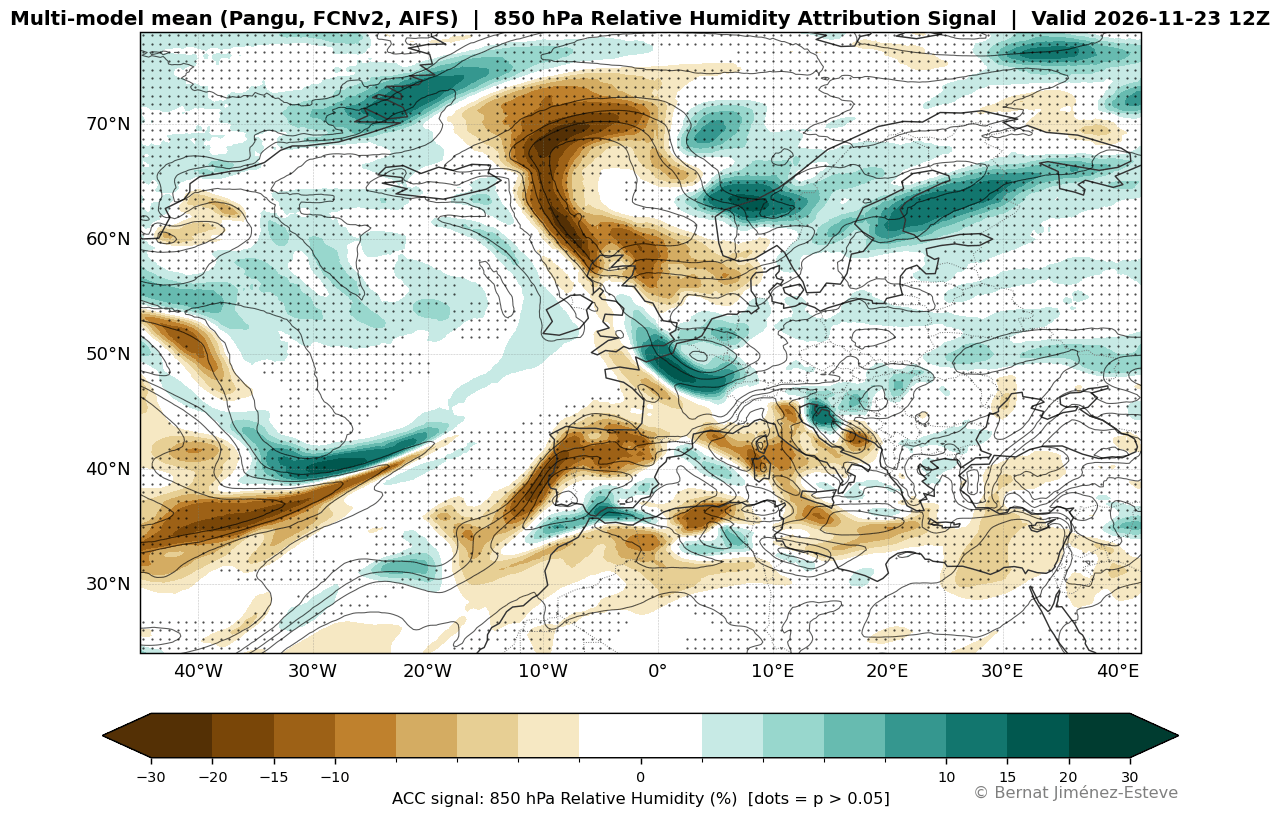 Multi-model mean (Pangu, FCNv2, AIFS) | 850 hPa Relative Humidity Attribution Signal | Valid 2026-11-23 12Z
70°N
60°N
50°N
40°N
30°N
40°W 30°W 20°W 10°W 0° 10°E 20°E 30°E 40°E
−30 −20 −15 −10 0 10 15 20 30
ACC signal: 850 hPa Relative Humidity (%) [dots = p > 0.05]
© Bernat Jiménez-Esteve